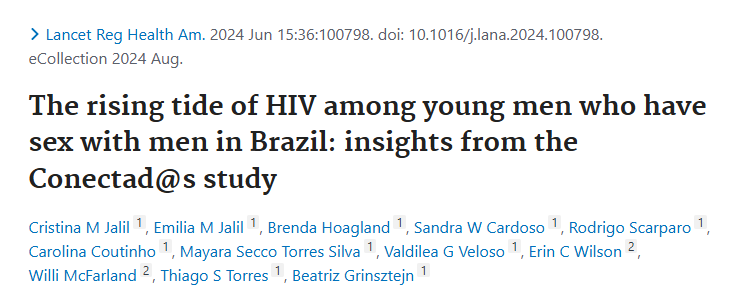 > Lancet Reg Health Am. 2024 Jun 15:36:100798. doi: 10.1016/j.lana.2024.100798.
eCollection 2024 Aug.
The rising tide of HIV among young men who have
sex with men in Brazil: insights from the
Conectad@s study
Cristina M Jalil 1, Emilia M Jalil 1, Brenda Hoagland 1, Sandra W Cardoso 1, Rodrigo Scarparo 1,
Carolina Coutinho 1, Mayara Secco Torres Silva 1, Valdilea G Veloso 1, Erin C Wilson 2,
Willi McFarland 2, Thiago S Torres 1, Beatriz Grinsztejn 1